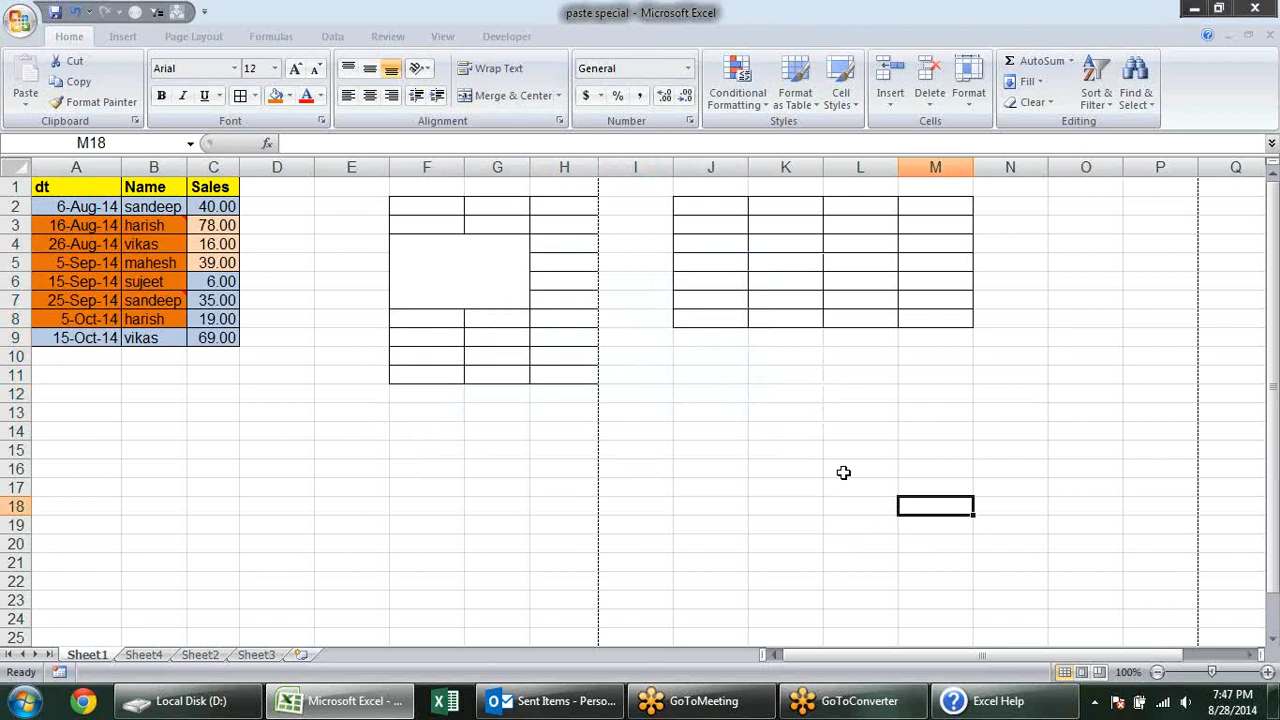 paste special - Microsoft Excel
Home Insert Page Layout Formulas Data Review View Developer
Paste Cut Copy Format Painter Clipboard
Arial 12 A A B I U A Font
Wrap Text Merge & Center Alignment
General $ % , Number
Conditional Formatting Format as Table Cell Styles Styles
Insert Delete Format Cells
Σ AutoSum Fill Clear Sort & Filter Find & Select Editing
M18 fx
A B C D E F G H I J K L M N O P Q
1 dt Name Sales
2 6-Aug-14 sandeep 40.00
3 16-Aug-14 harish 78.00
4 26-Aug-14 vikas 16.00
5 5-Sep-14 mahesh 39.00
6 15-Sep-14 sujeet 6.00
7 25-Sep-14 sandeep 35.00
8 5-Oct-14 harish 19.00
9 15-Oct-14 vikas 69.00
10
11
12
13
14
15
16
17
18
19
20
21
22
23
24
25
Sheet1 Sheet4 Sheet2 Sheet3
Ready 100%
Local Disk (D:) Microsoft Excel - ... Sent Items - Perso... GoToMeeting GoToConverter Excel Help
7:47 PM
8/28/2014